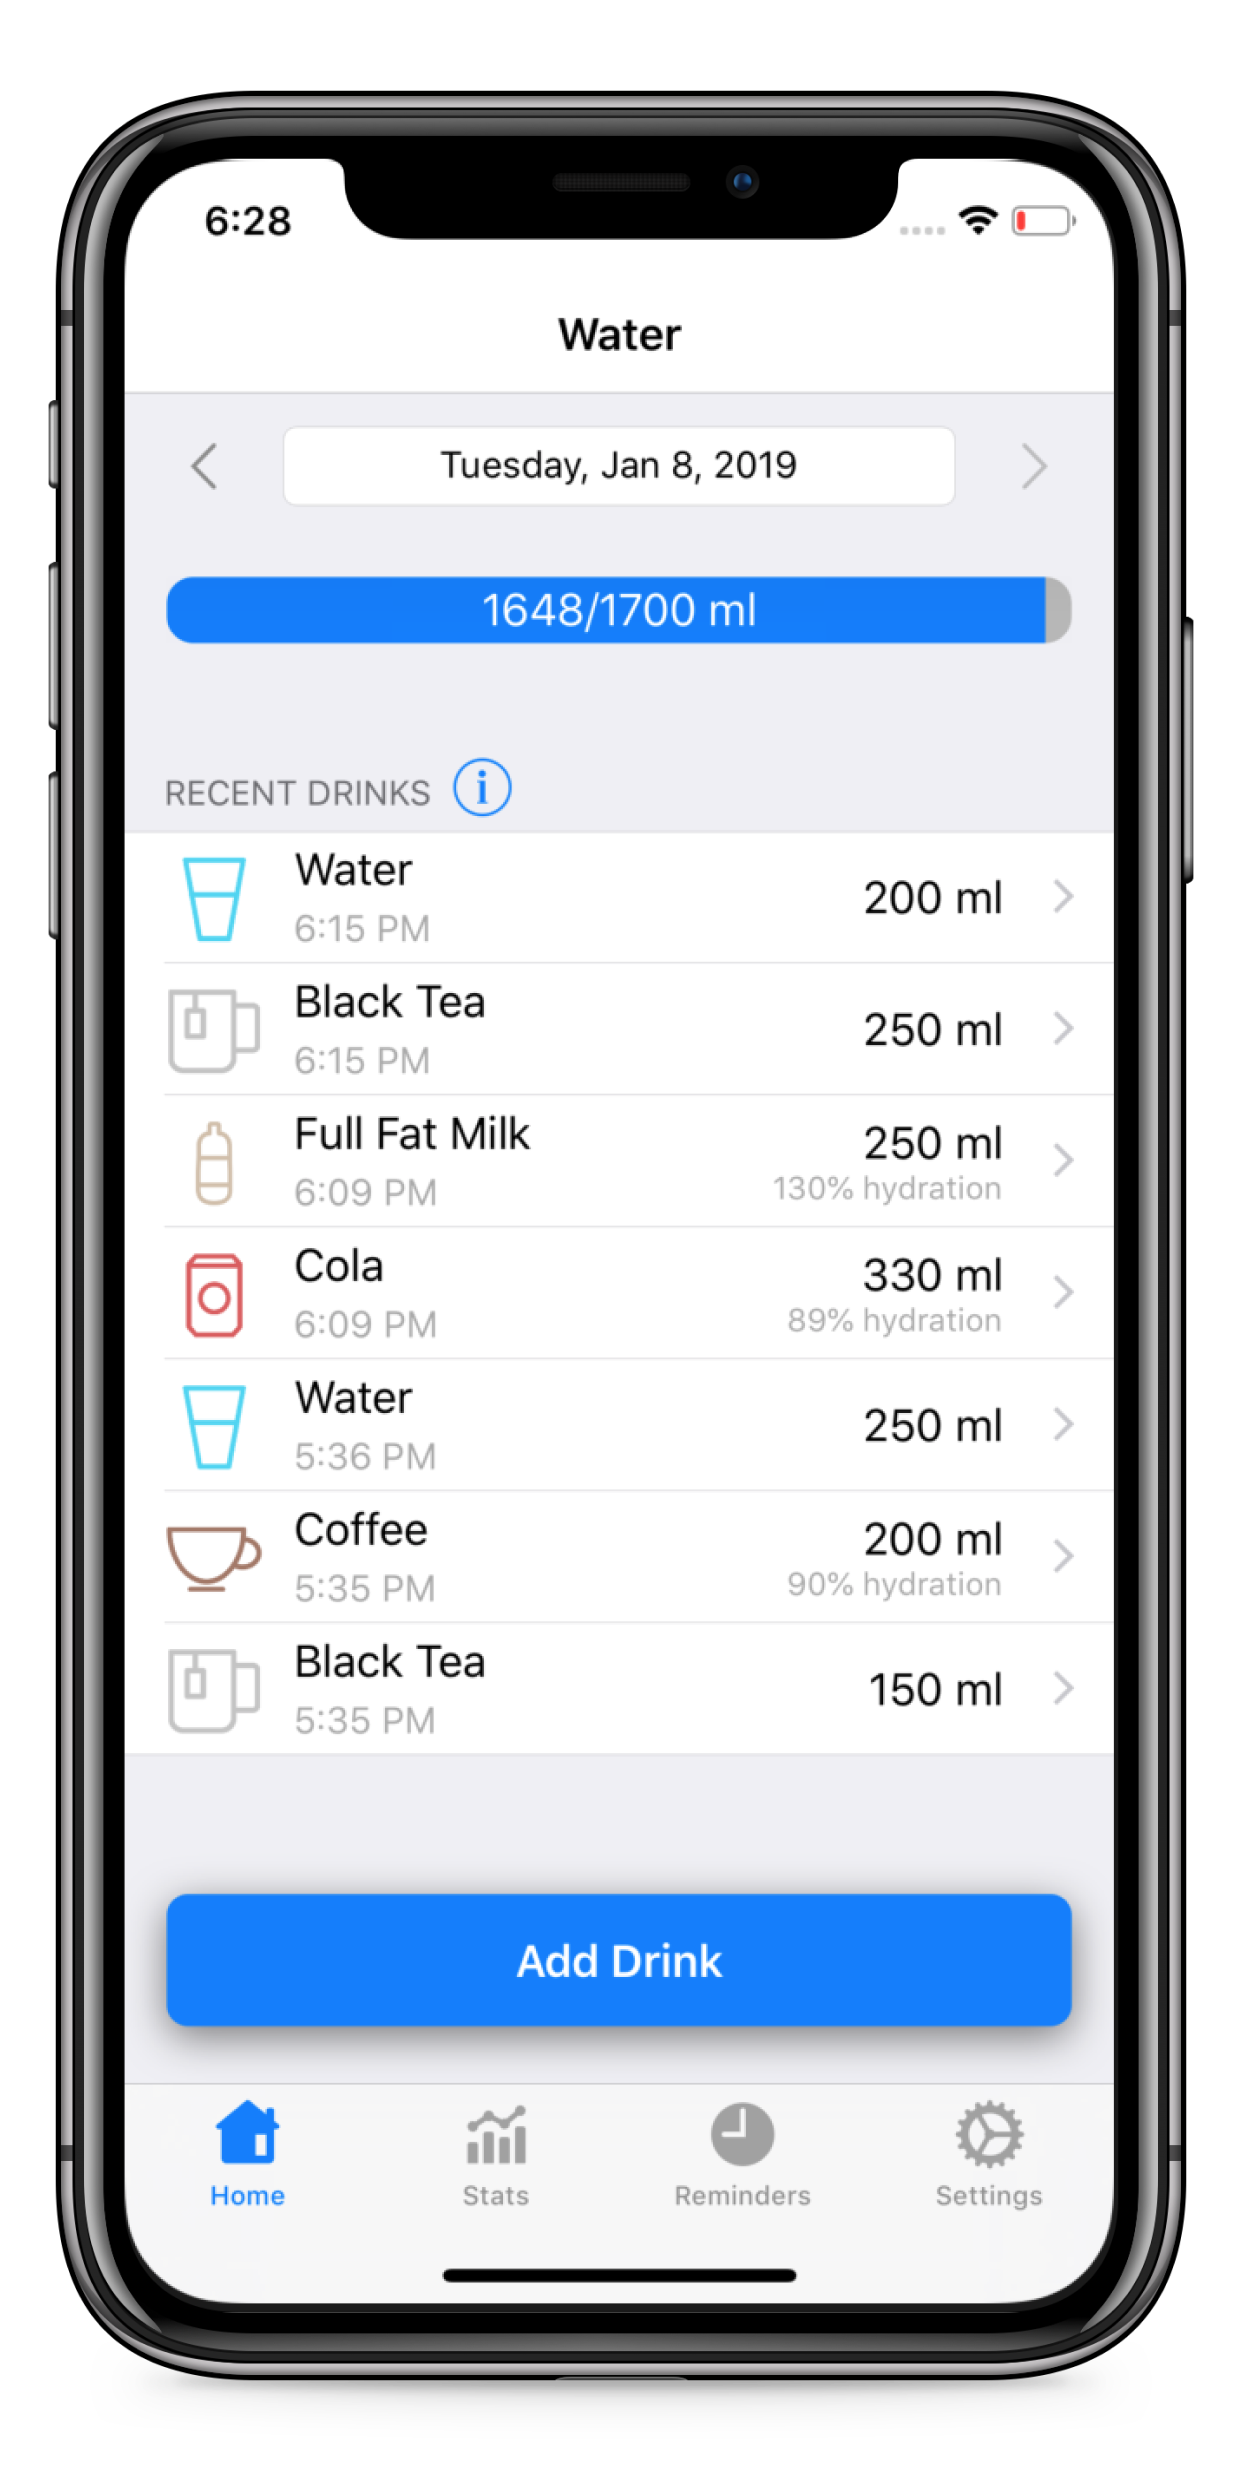 6:28
Water
Tuesday, Jan 8, 2019
1648/1700 ml
RECENT DRINKS i
Water
200 ml
6:15 PM
Black Tea
250 ml
6:15 PM
Full Fat Milk
250 ml
130% hydration
6:09 PM
Cola
330 ml
89% hydration
6:09 PM
Water
250 ml
5:36 PM
Coffee
200 ml
90% hydration
5:35 PM
Black Tea
150 ml
5:35 PM
Add Drink
Home
Stats
Reminders
Settings